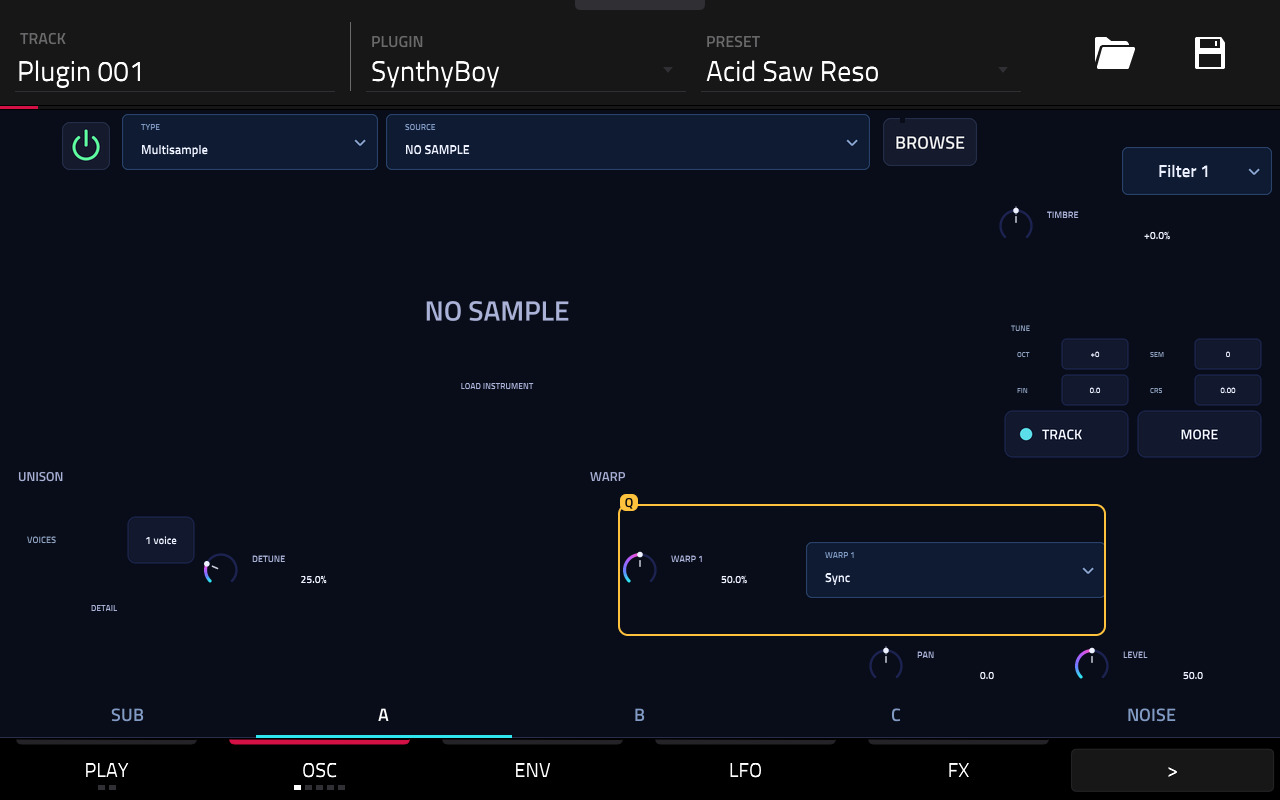 TRACK
Plugin 001
PLUGIN
SynthyBoy
PRESET
Acid Saw Reso
TYPE
Multisample
SOURCE
NO SAMPLE
BROWSE
Filter 1
TIMBRE
+0.0%
NO SAMPLE
LOAD INSTRUMENT
TUNE
OCT
+0
SEM
0
FIN
0.0
CRS
0.00
TRACK
MORE
UNISON
VOICES
1 voice
DETUNE
25.0%
DETAIL
WARP
Q
WARP 1
50.0%
WARP 1
Sync
PAN
0.0
LEVEL
50.0
SUB
A
B
C
NOISE
PLAY
OSC
ENV
LFO
FX
>